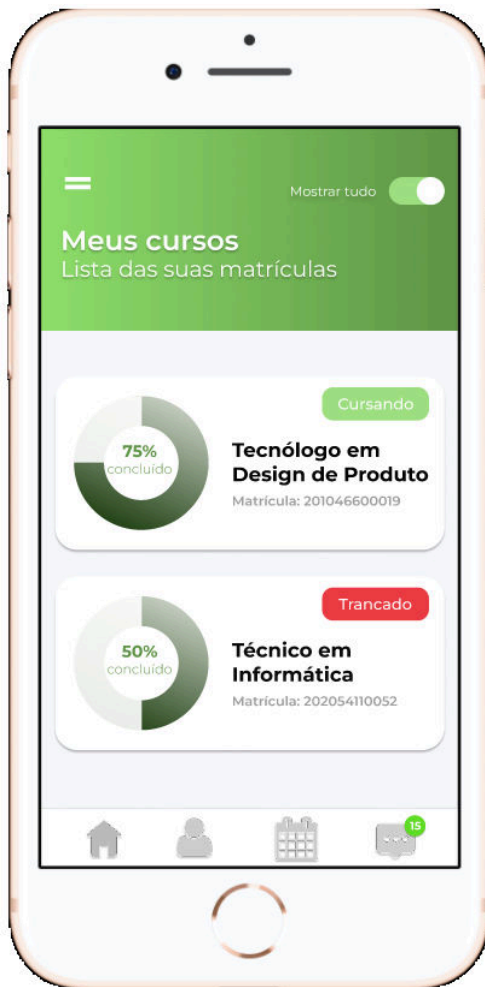 Mostrar tudo
Meus cursos
Lista das suas matrículas
Cursando
75%
concluído
Tecnólogo em
Design de Produto
Matrícula: 201046600019
Trancado
50%
concluído
Técnico em
Informática
Matrícula: 202054110052
15